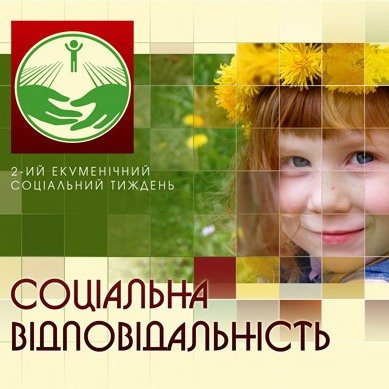 2-ИЙ ЕКУМЕНІЧНИЙ
СОЦІАЛЬНИЙ ТИЖДЕНЬ
СОЦІАЛЬНА
ВІДПОВІДАЛЬНІСТЬ